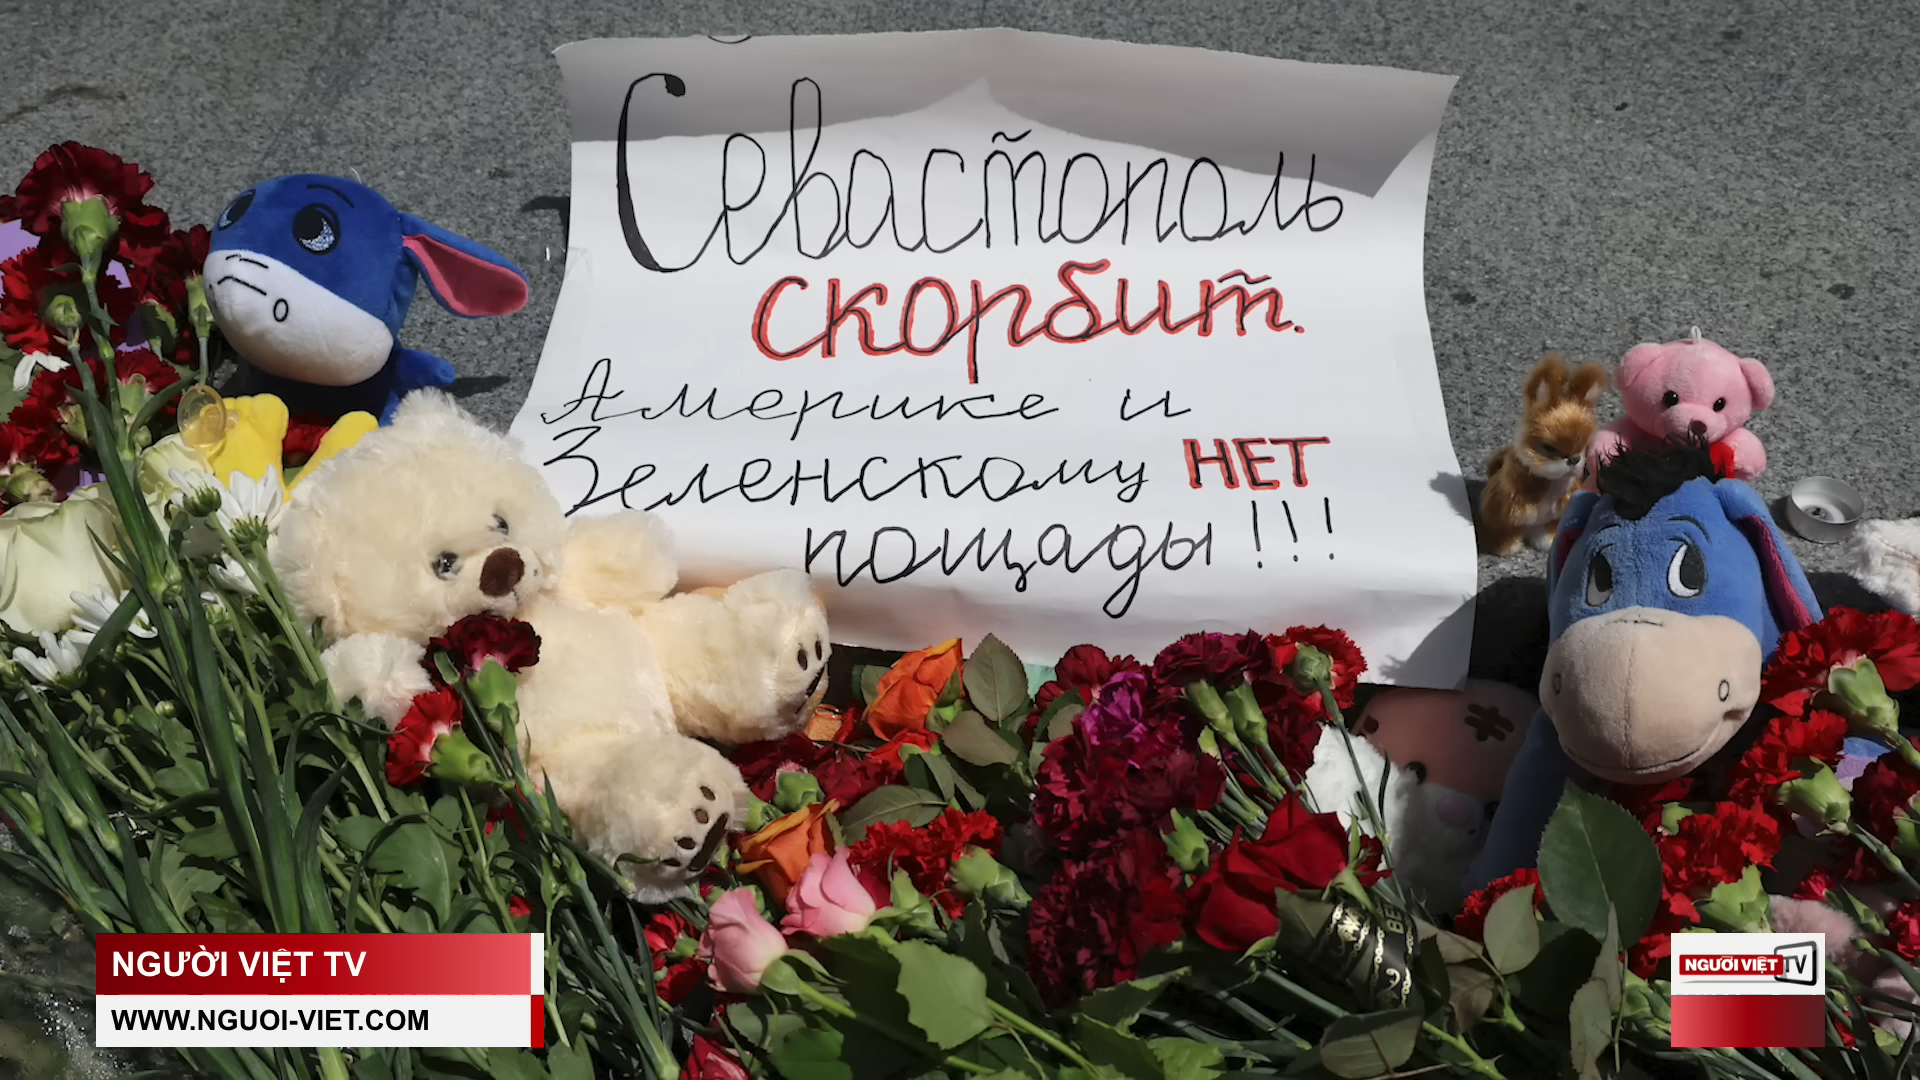 Севастополь
скорбит.
Америке и
Зеленскому НЕТ
пощады!!!
NGƯỜI VIỆT TV
WWW.NGUOI-VIET.COM
NGƯỜI VIỆT TV